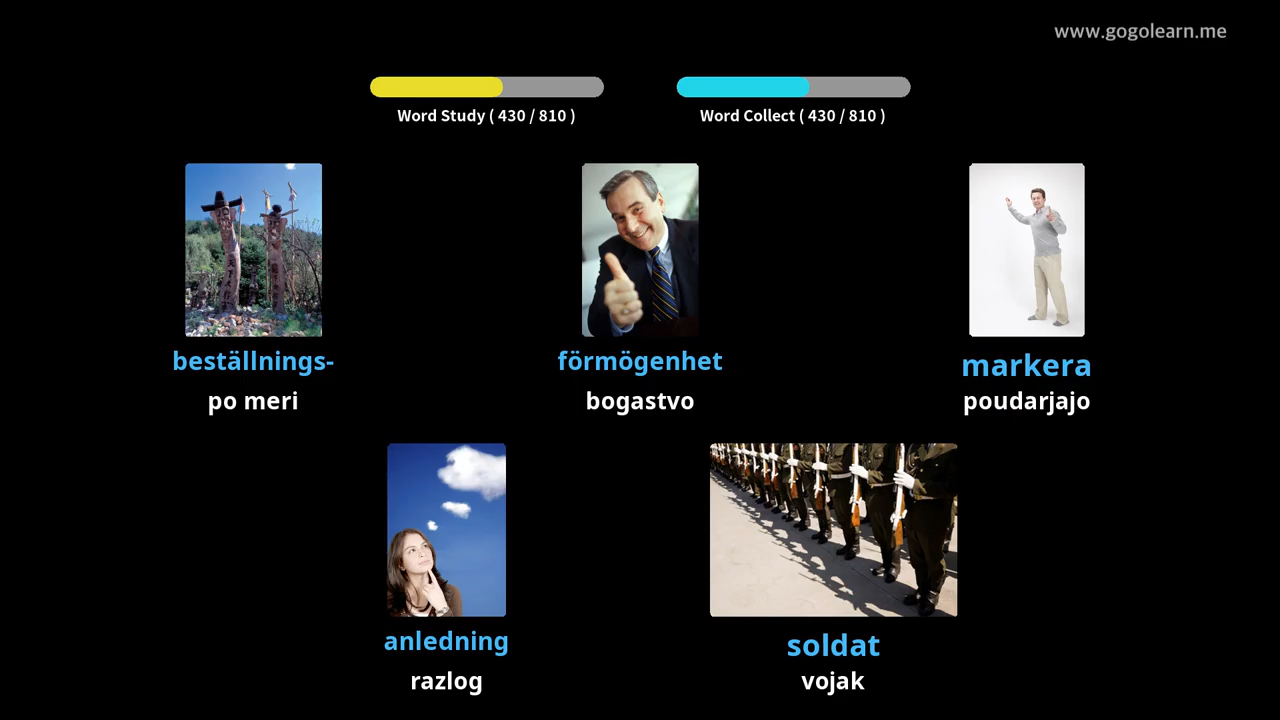 www.gogolearn.me
Word Study ( 430 / 810 )
Word Collect ( 430 / 810 )
beställnings-
po meri
förmögenhet
bogastvo
markera
poudarjajo
anledning
razlog
soldat
vojak